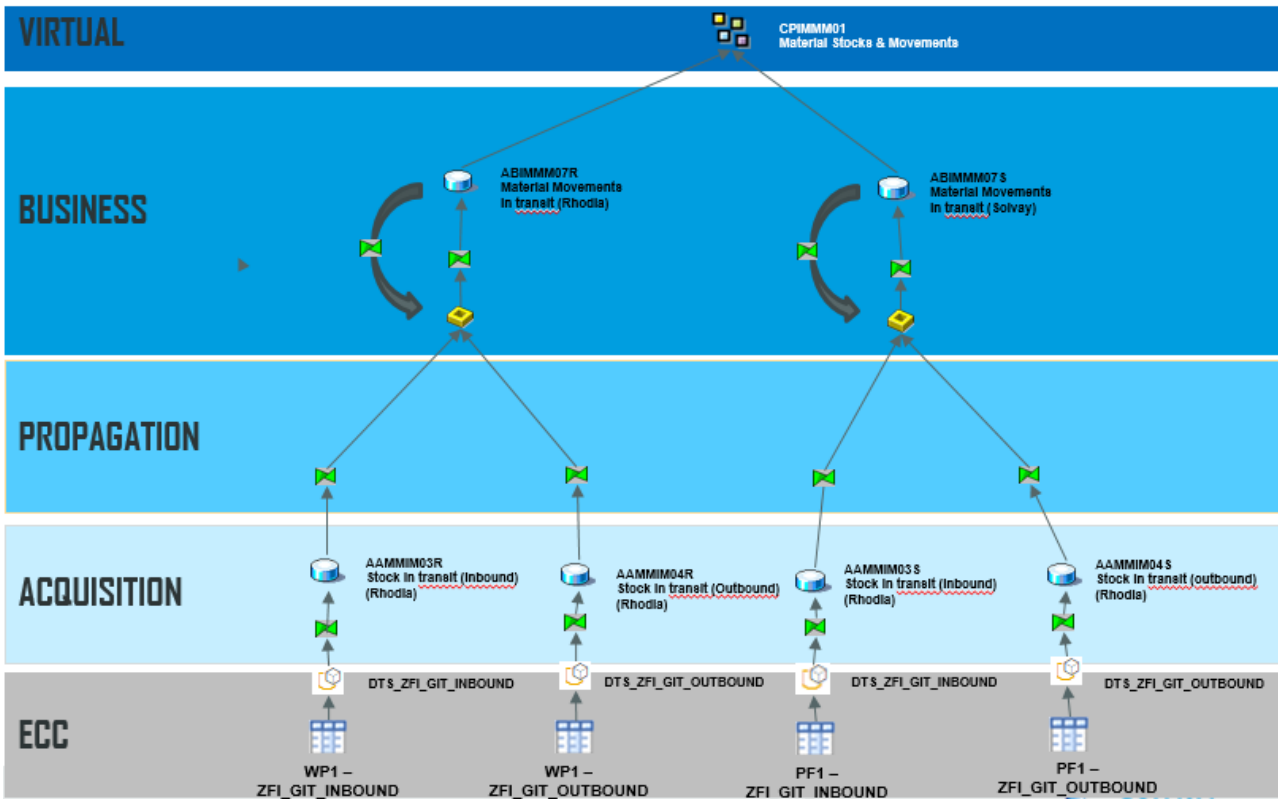 VIRTUAL
CPIMMM01
Material Stocks & Movements
BUSINESS
ABIMMM07R
Material Movements
In transit (Rhodia)
ABIMMM07S
Material Movements
In transit (Solvay)
PROPAGATION
ACQUISITION
AAMMIM03R
Stock In transit (Inbound)
(Rhodia)
AAMMIM04R
Stock In transit (Outbound)
(Rhodia)
AAMMIM03S
Stock In transit (Inbound)
(Rhodia)
AAMMIM04S
Stock In transit (outbound)
(Rhodia)
ECC
DTS_ZFI_GIT_INBOUND
DTS_ZFI_GIT_OUTBOUND
DTS_ZFI_GIT_INBOUND
DTS_ZFI_GIT_OUTBOUND
WP1 –
ZFI_GIT_INBOUND
WP1 –
ZFI_GIT_OUTBOUND
PF1 –
ZFI_GIT_INBOUND
PF1 –
ZFI_GIT_OUTBOUND